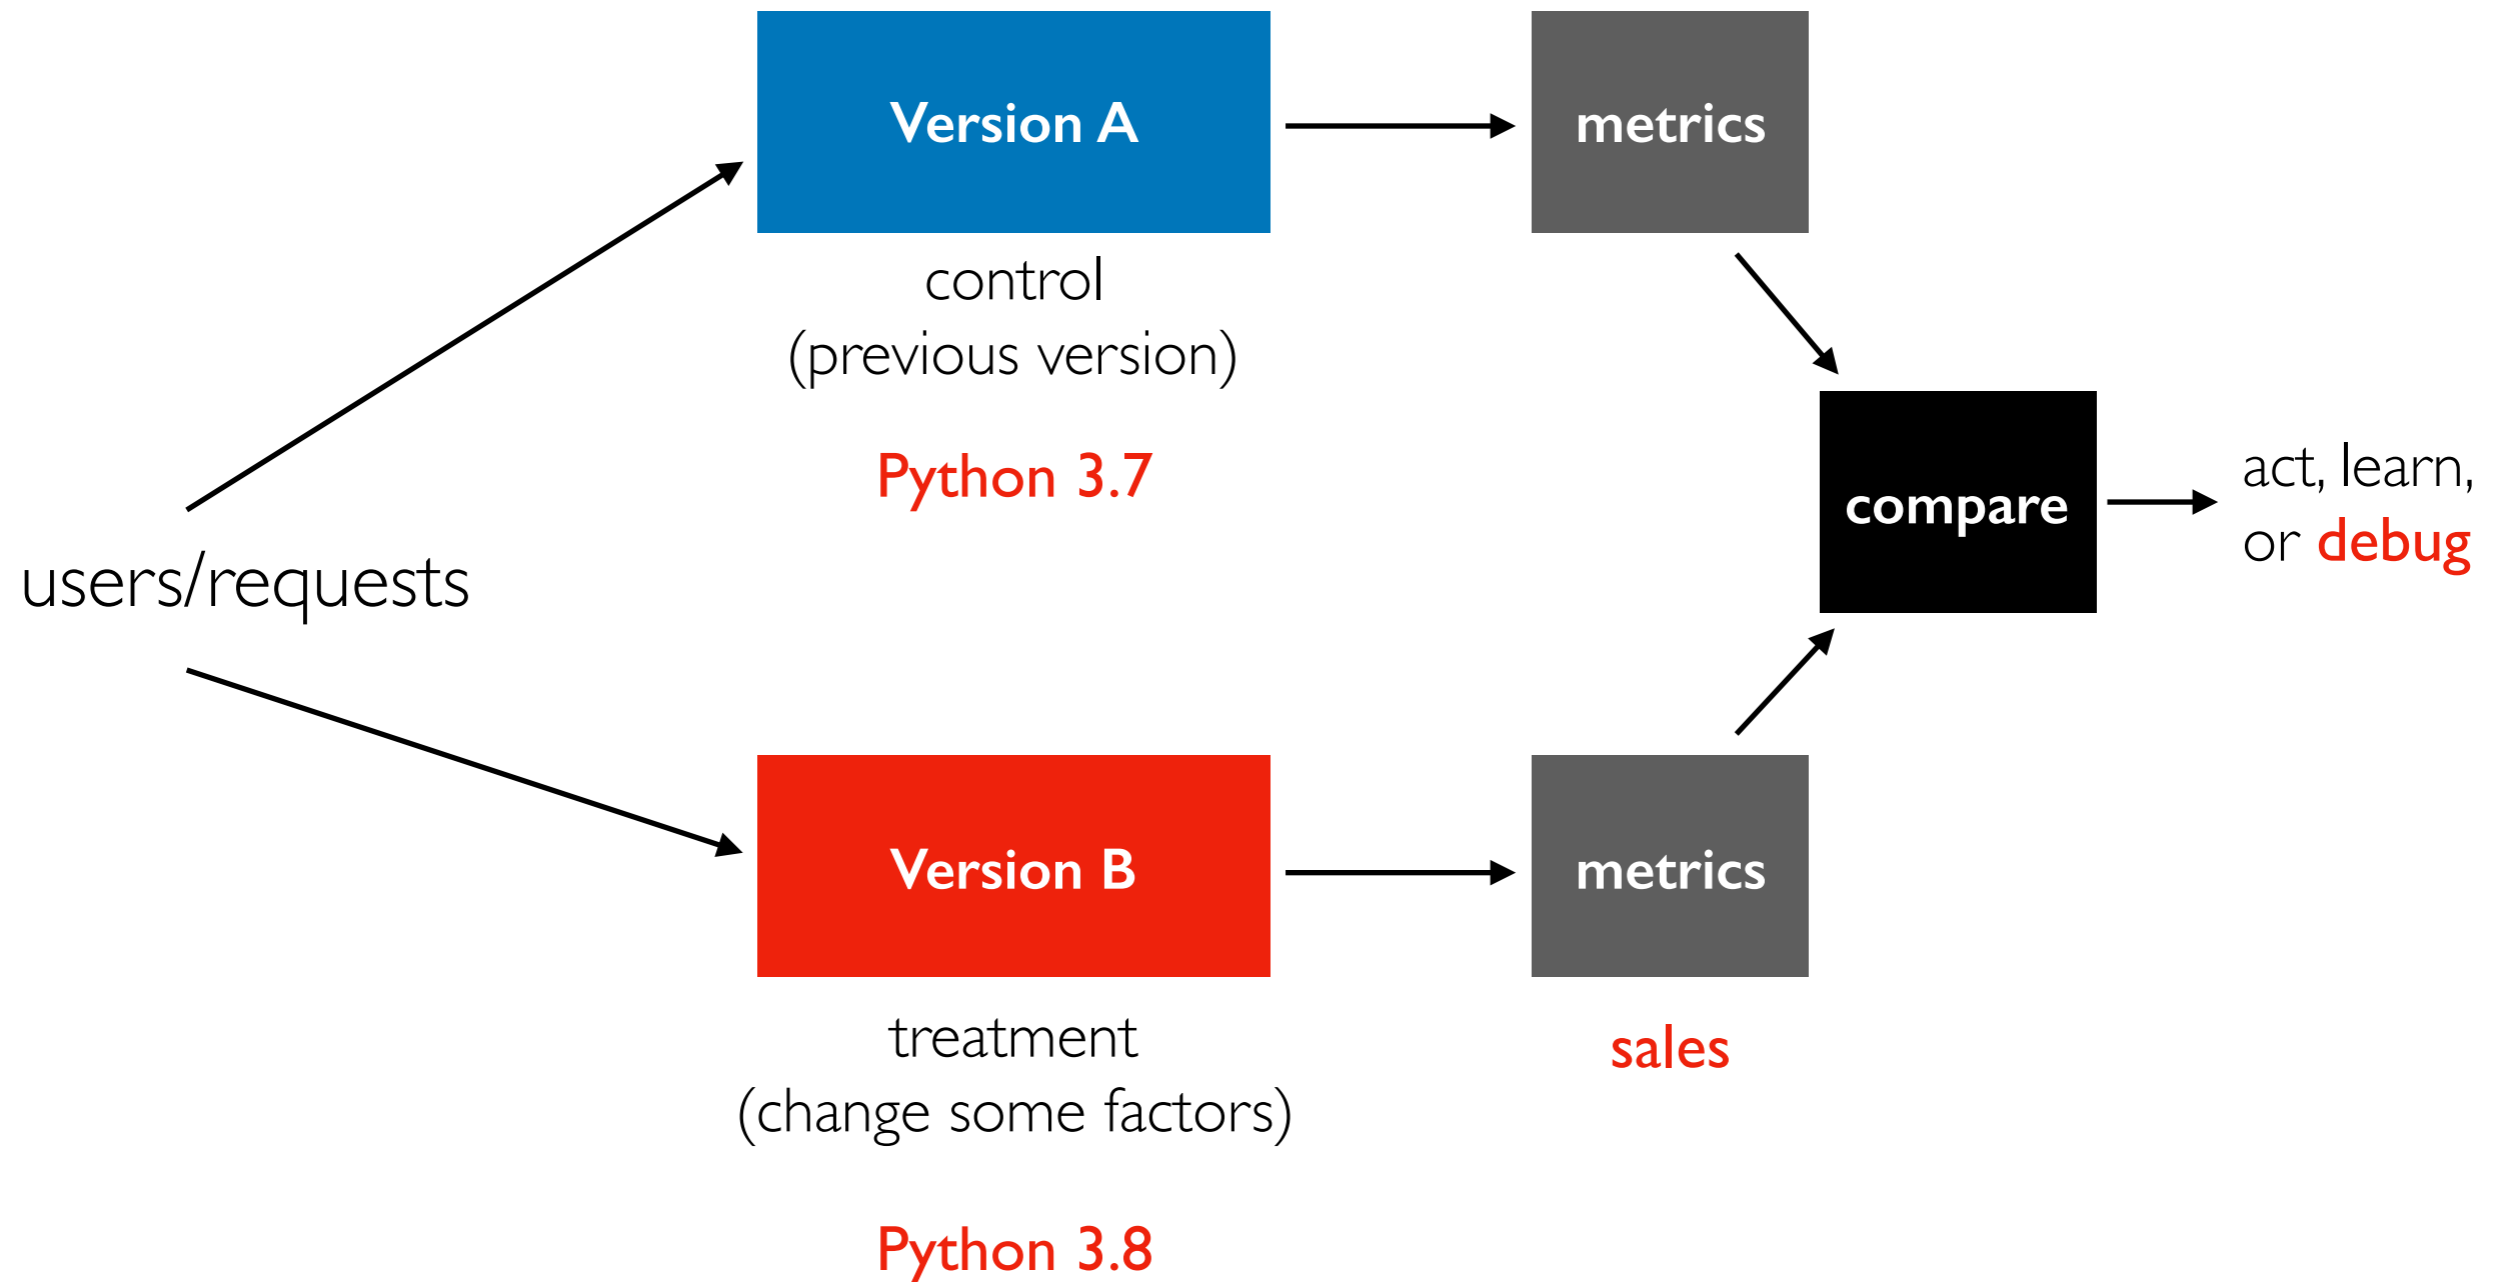 Version A
metrics
control
(previous version)
Python 3.7
users/requests
compare
act, learn,
or debug
Version B
metrics
treatment
(change some factors)
sales
Python 3.8